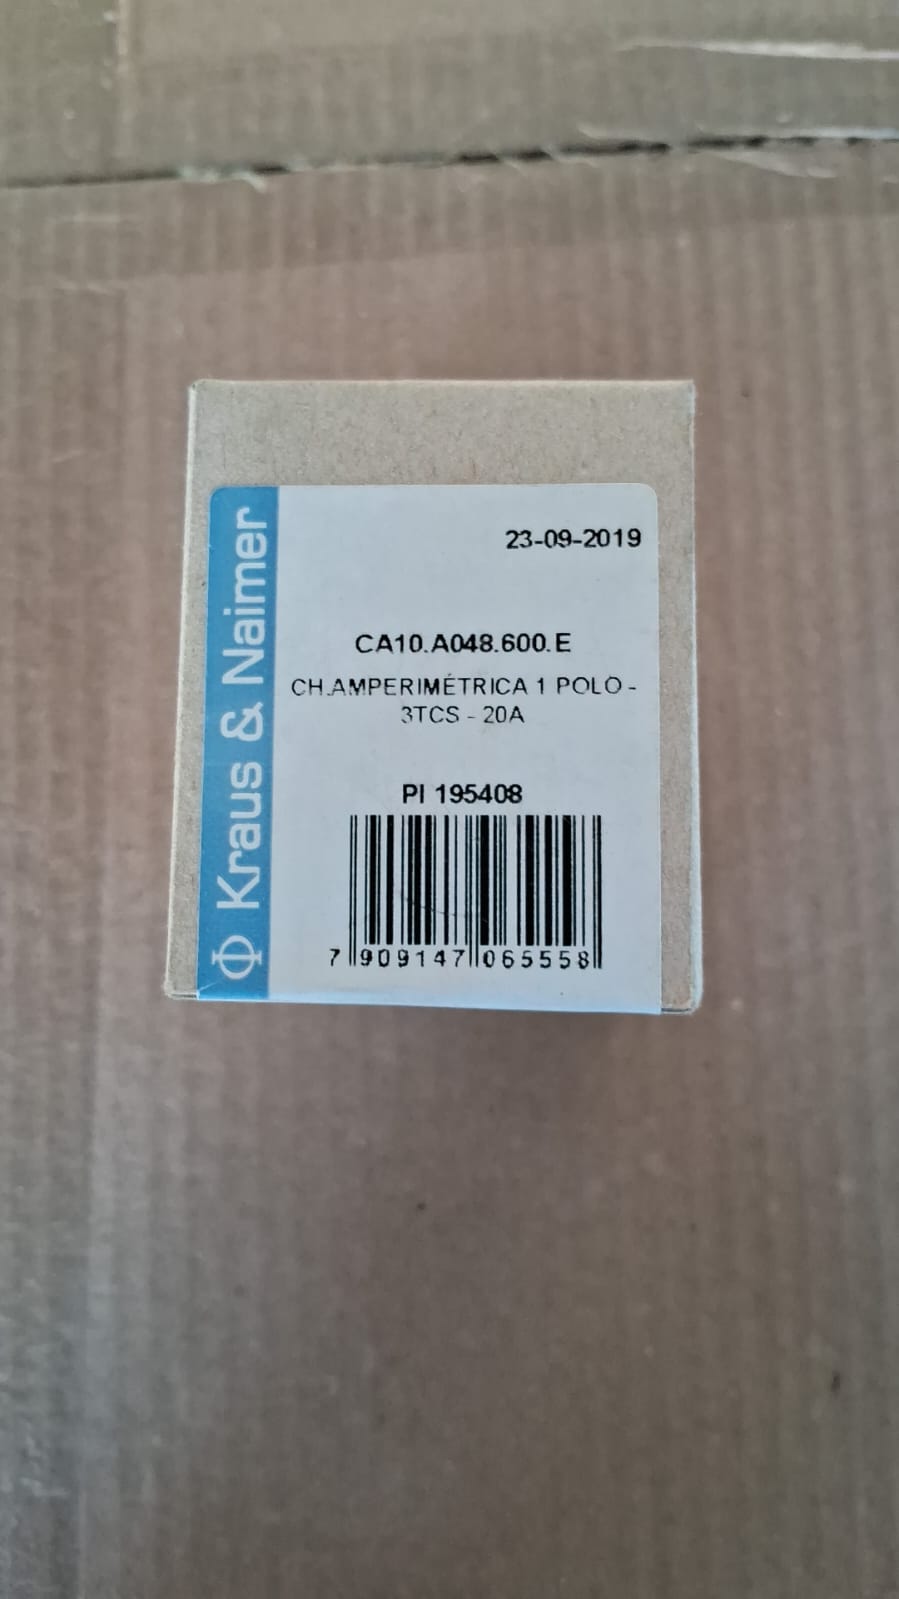 Kraus & Naimer
23-09-2019
CA10.A048.600.E
CH.AMPERIMÉTRICA 1 POLO -
3TCS - 20A
PI 195408
7 909147 065558